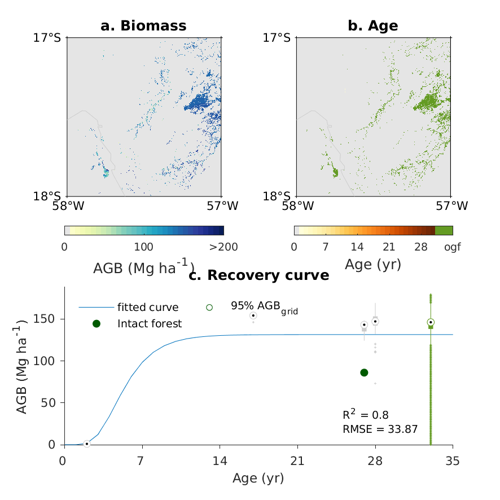 a. Biomass
b. Age
17°S
18°S
58°W
57°W
17°S
18°S
58°W
57°W
0
100
>200
AGB (Mg ha⁻¹)
0
7
14
21
28
ogf
Age (yr)
c. Recovery curve
fitted curve
95% AGB_grid
Intact forest
150
100
50
0
AGB (Mg ha⁻¹)
R² = 0.8
RMSE = 33.87
0
7
14
21
28
35
Age (yr)